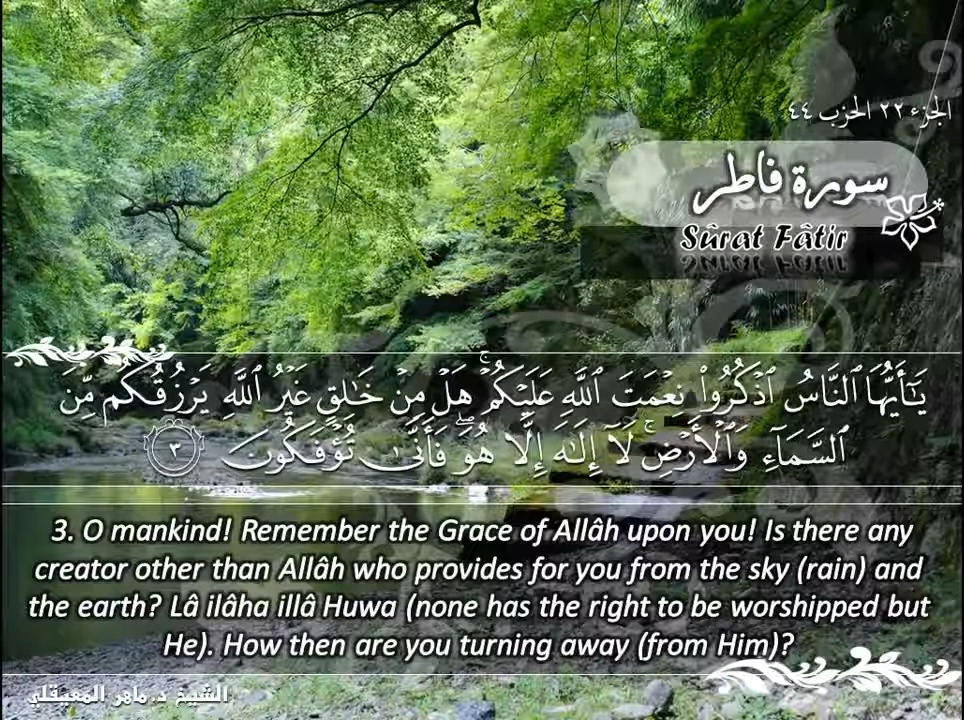 الجزء ٢٢ الحزب ٤٤
سورة فاطر
Sûrat Fâtir
يَٰٓأَيُّهَا ٱلنَّاسُ ٱذْكُرُوا۟ نِعْمَتَ ٱللَّهِ عَلَيْكُمْ ۚ هَلْ مِنْ خَٰلِقٍ غَيْرُ ٱللَّهِ يَرْزُقُكُم مِّنَ
ٱلسَّمَآءِ وَٱلْأَرْضِ ۚ لَآ إِلَٰهَ إِلَّا هُوَ ۖ فَأَنَّىٰ تُؤْفَكُونَ ٣
3. O mankind! Remember the Grace of Allâh upon you! Is there any
creator other than Allâh who provides for you from the sky (rain) and
the earth? Lâ ilâha illâ Huwa (none has the right to be worshipped but
He). How then are you turning away (from Him)?
الشيخ د. ماهر المعيقلي